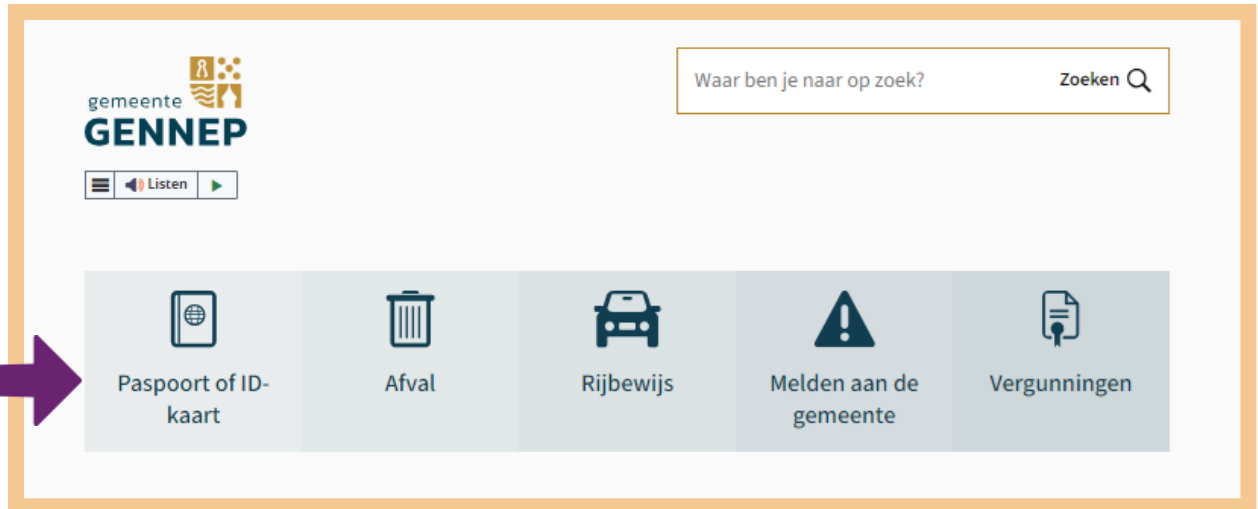 gemeente
GENNEP
Listen
Waar ben je naar op zoek? Zoeken
Paspoort of ID-
kaart
Afval
Rijbewijs
Melden aan de
gemeente
Vergunningen